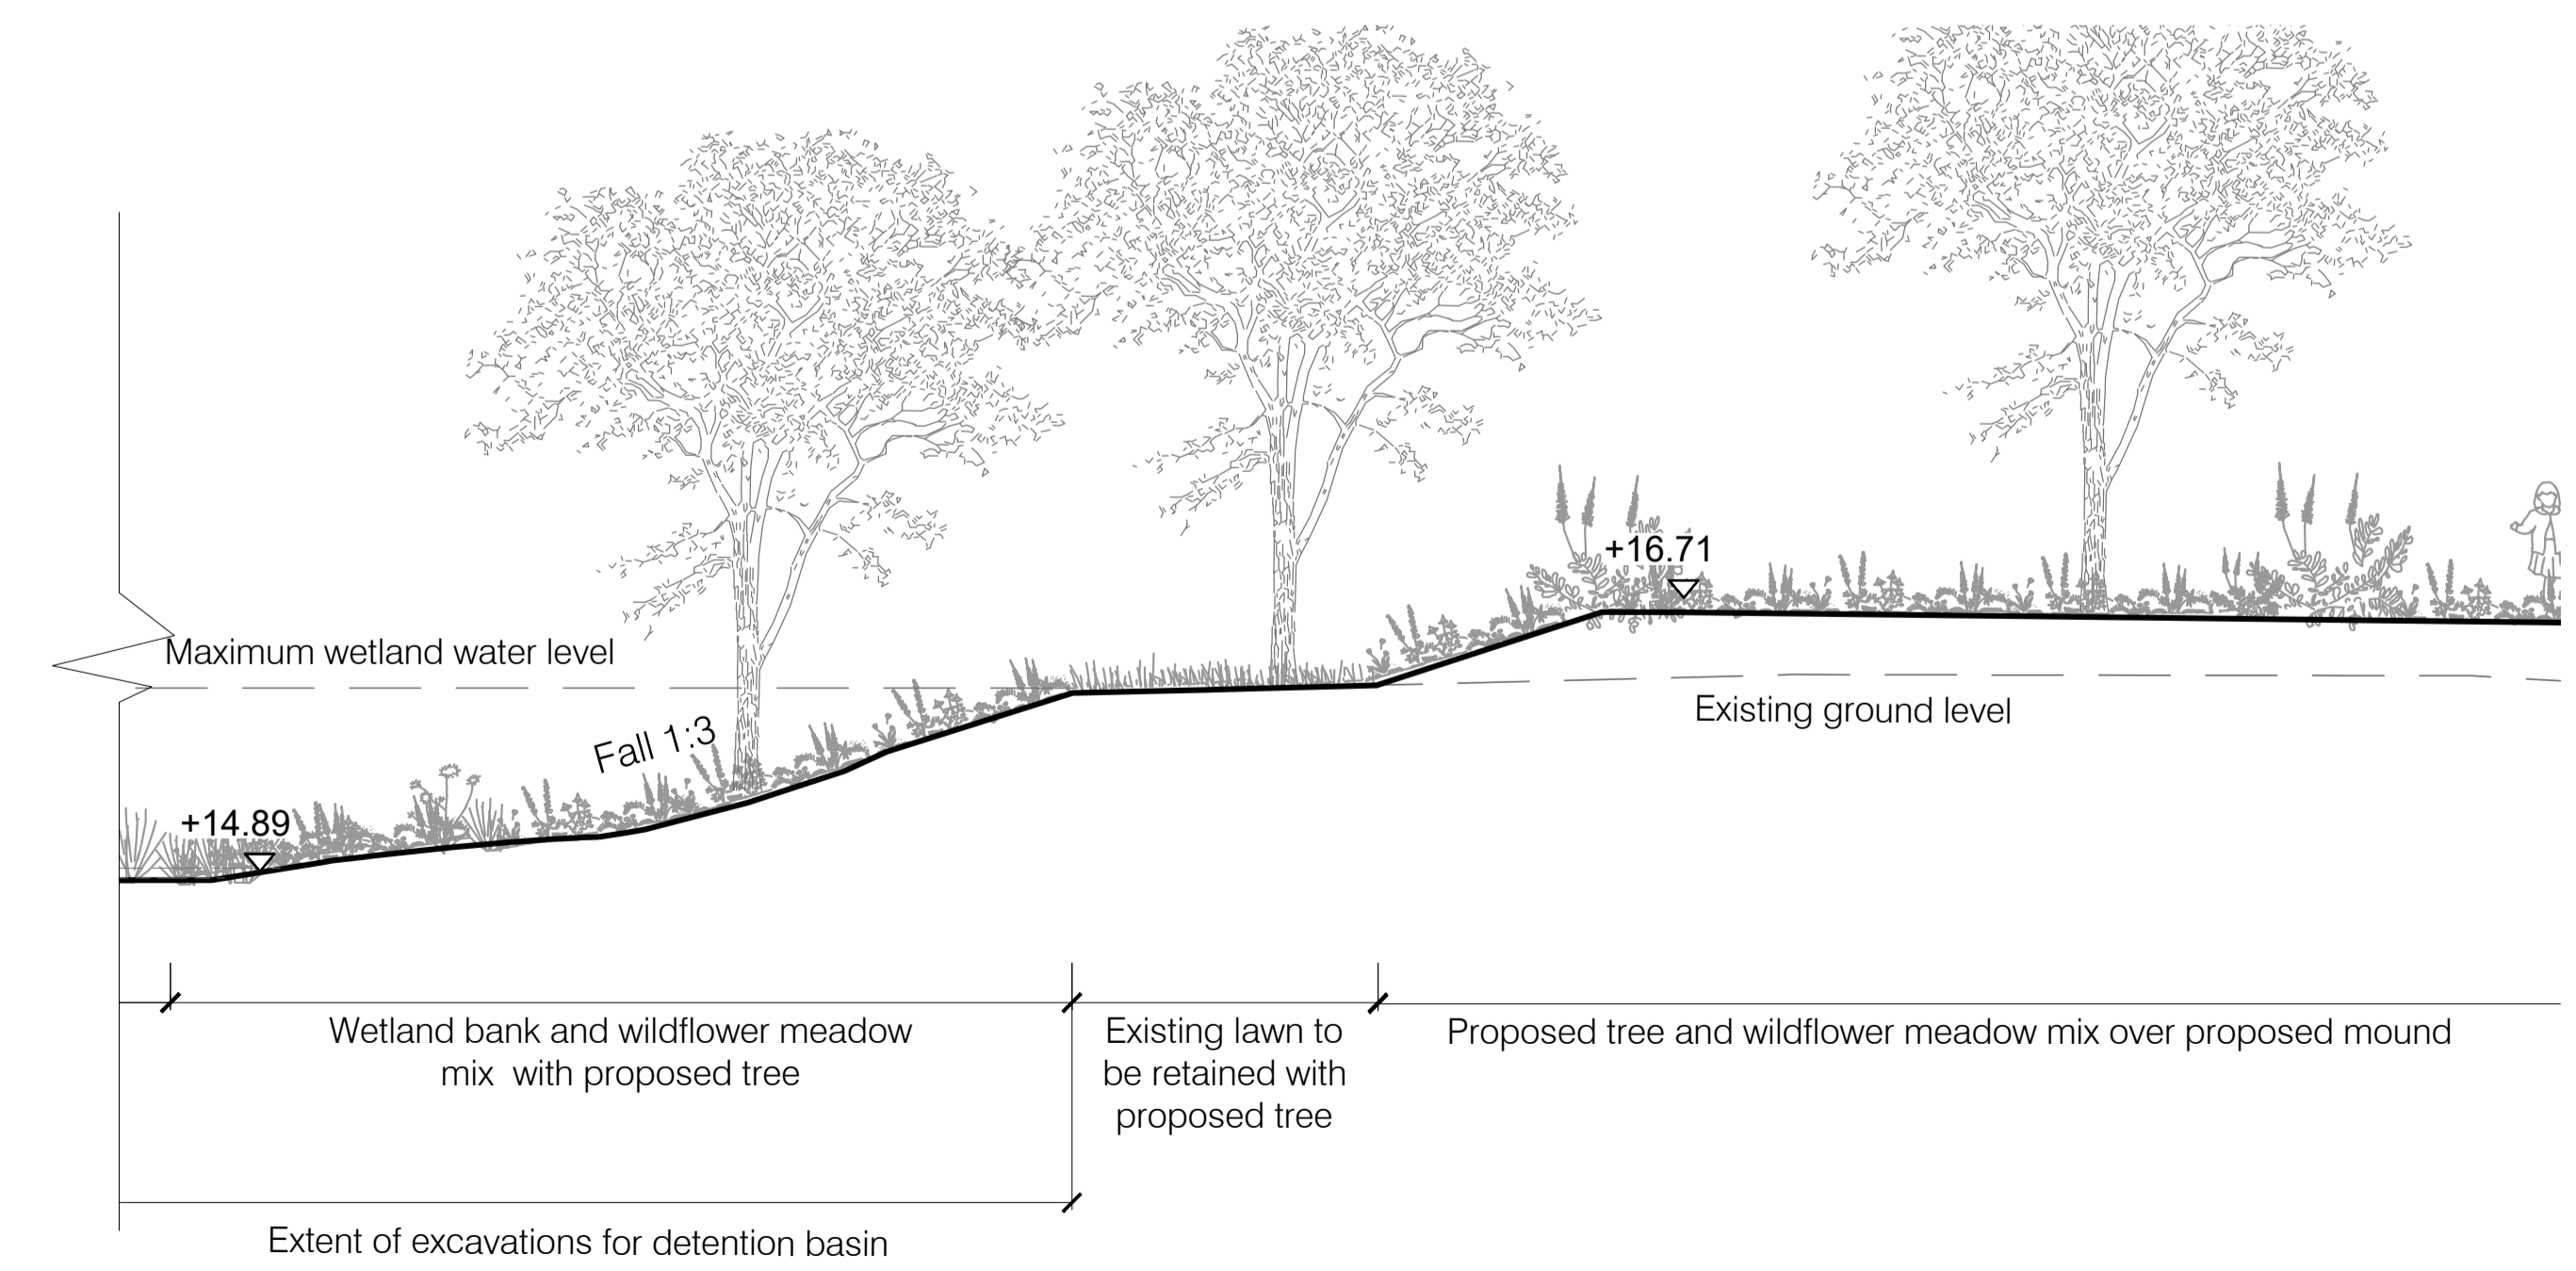 +16.71
Maximum wetland water level
Existing ground level
Fall 1:3
+14.89
Wetland bank and wildflower meadow
mix with proposed tree
Existing lawn to
be retained with
proposed tree
Proposed tree and wildflower meadow mix over proposed mound
Extent of excavations for detention basin